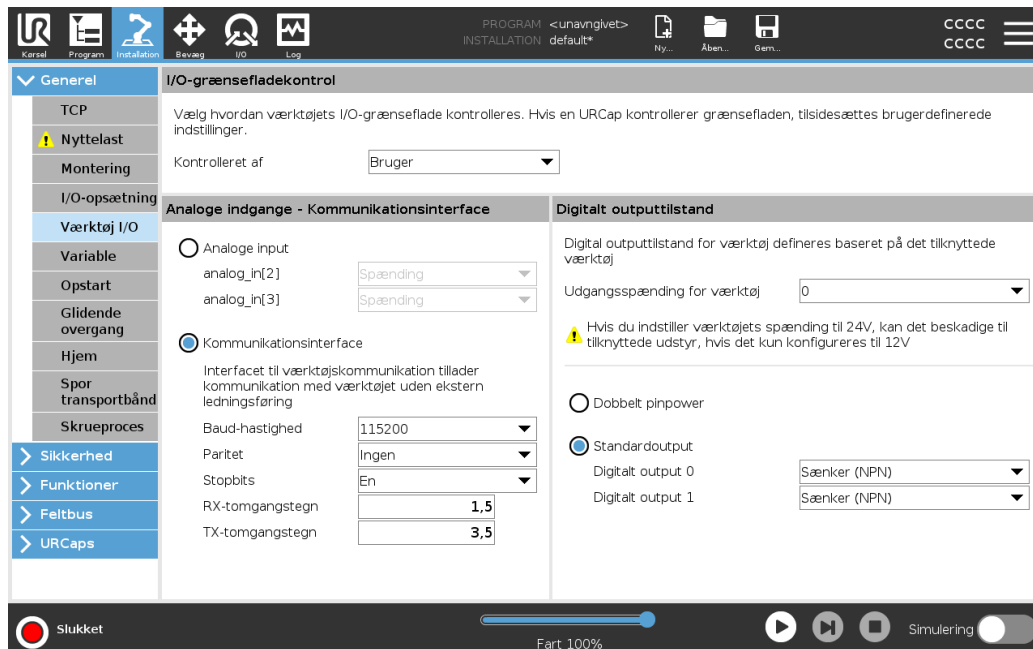 PROGRAM <unavngivet>
INSTALLATION default*
CCCC
CCCC
Kørsel
Program
Installation
Bevæg
I/O
Log
Ny...
Åben...
Gem...
Generel
TCP
Nyttelast
Montering
I/O-opsætning
Værktøj I/O
Variable
Opstart
Glidende
overgang
Hjem
Spor
transportbånd
Skrueproces
Sikkerhed
Funktioner
Feltbus
URCaps
I/O-grænsefladekontrol
Vælg hvordan værktøjets I/O-grænseflade kontrolleres. Hvis en URCap kontrollerer grænsefladen, tilsidesættes brugerdefinerede
indstillinger.
Kontrolleret af Bruger
Analoge indgange - Kommunikationsinterface
Analoge input
analog_in[2] Spænding
analog_in[3] Spænding
Kommunikationsinterface
Interfacet til værktøjskommunikation tillader
kommunikation med værktøjet uden ekstern
ledningsføring
Baud-hastighed 115200
Paritet Ingen
Stopbits En
RX-tomgangstegn 1,5
TX-tomgangstegn 3,5
Digitalt outputtilstand
Digital outputtilstand for værktøj defineres baseret på det tilknyttede
værktøj
Udgangsspænding for værktøj 0
Hvis du indstiller værktøjets spænding til 24V, kan det beskadige til
tilknyttede udstyr, hvis det kun konfigureres til 12V
Dobbelt pinpower
Standardoutput
Digitalt output 0 Sænker (NPN)
Digitalt output 1 Sænker (NPN)
Slukket
Fart 100%
Simulering